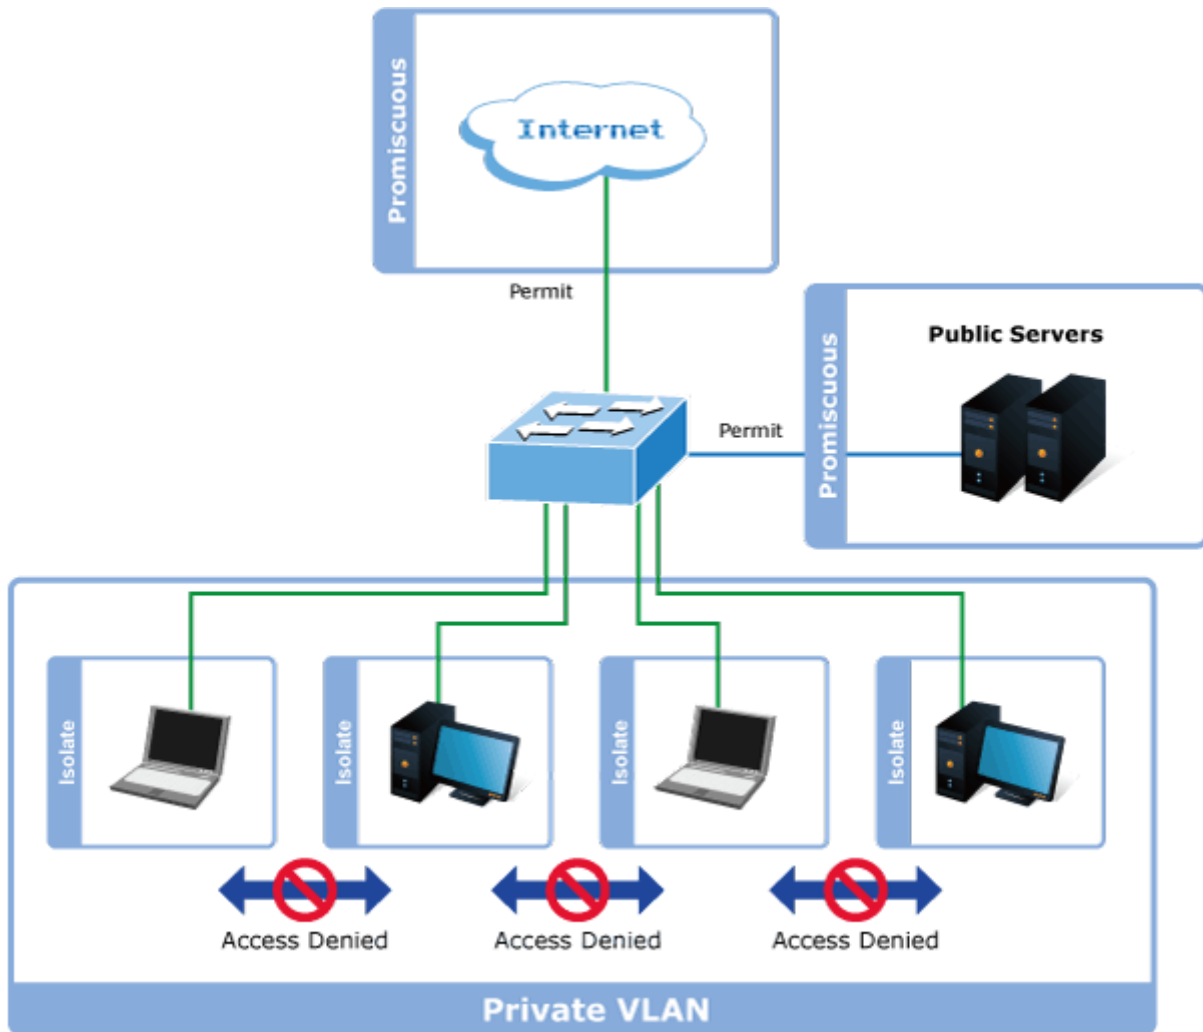 Promiscuous
Internet
Permit
Promiscuous
Public Servers
Permit
Isolate
Isolate
Isolate
Isolate
Access Denied
Access Denied
Access Denied
Private VLAN